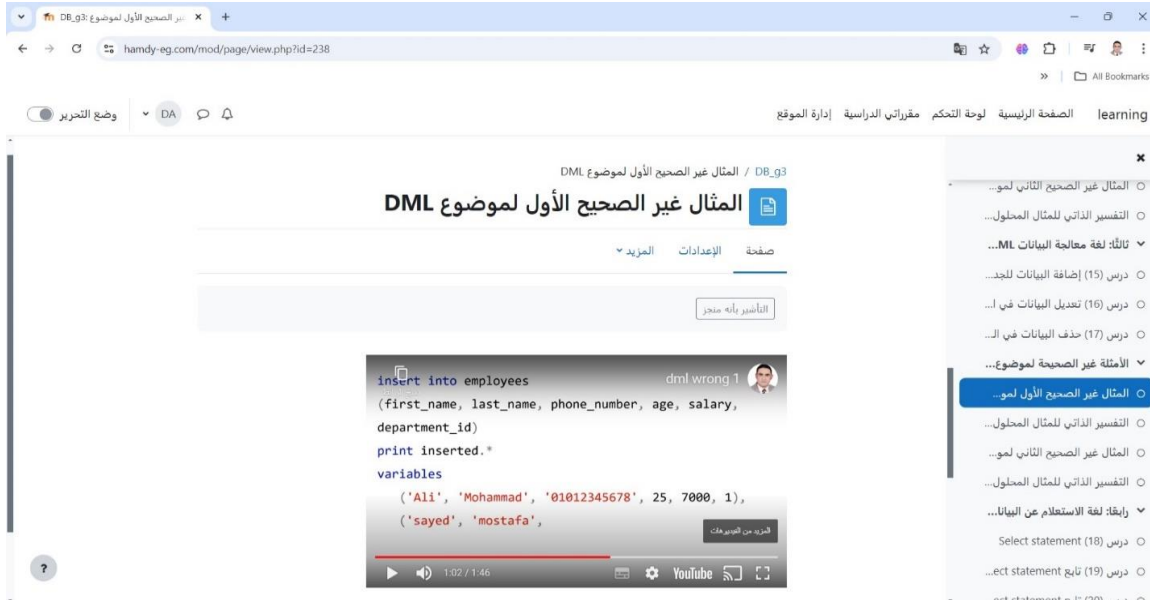 DB_g3: المثال غير الصحيح الأول لموضوع
hamdy-eg.com/mod/page/view.php?id=238
All Bookmarks
learning الصفحة الرئيسية لوحة التحكم مقرراتي الدراسية إدارة الموقع
DA وضع التحرير
DB_g3 / المثال غير الصحيح الأول لموضوع DML
المثال غير الصحيح الأول لموضوع DML
صفحة الإعدادات المزيد
التأشير بأنه منجز
dml wrong 1
insert into employees
(first_name, last_name, phone_number, age, salary,
department_id)
print inserted.*
variables
('Ali', 'Mohammad', '01012345678', 25, 7000, 1),
('sayed', 'mostafa',
المزيد من الفيديوهات
1:02 / 1:46
YouTube
?
المثال غير الصحيح الثاني لمو...
التفسير الذاتي للمثال المحلول...
ثالثًا: لغة معالجة البيانات ML...
درس (15) إضافة البيانات للجد...
درس (16) تعديل البيانات في ا...
درس (17) حذف البيانات في الـ...
الأمثلة غير الصحيحة لموضوع...
المثال غير الصحيح الأول لمو...
التفسير الذاتي للمثال المحلول...
المثال غير الصحيح الثاني لمو...
التفسير الذاتي للمثال المحلول...
رابعًا: لغة الاستعلام عن البيانا...
درس (18) Select statement
درس (19) تابع ect statement...